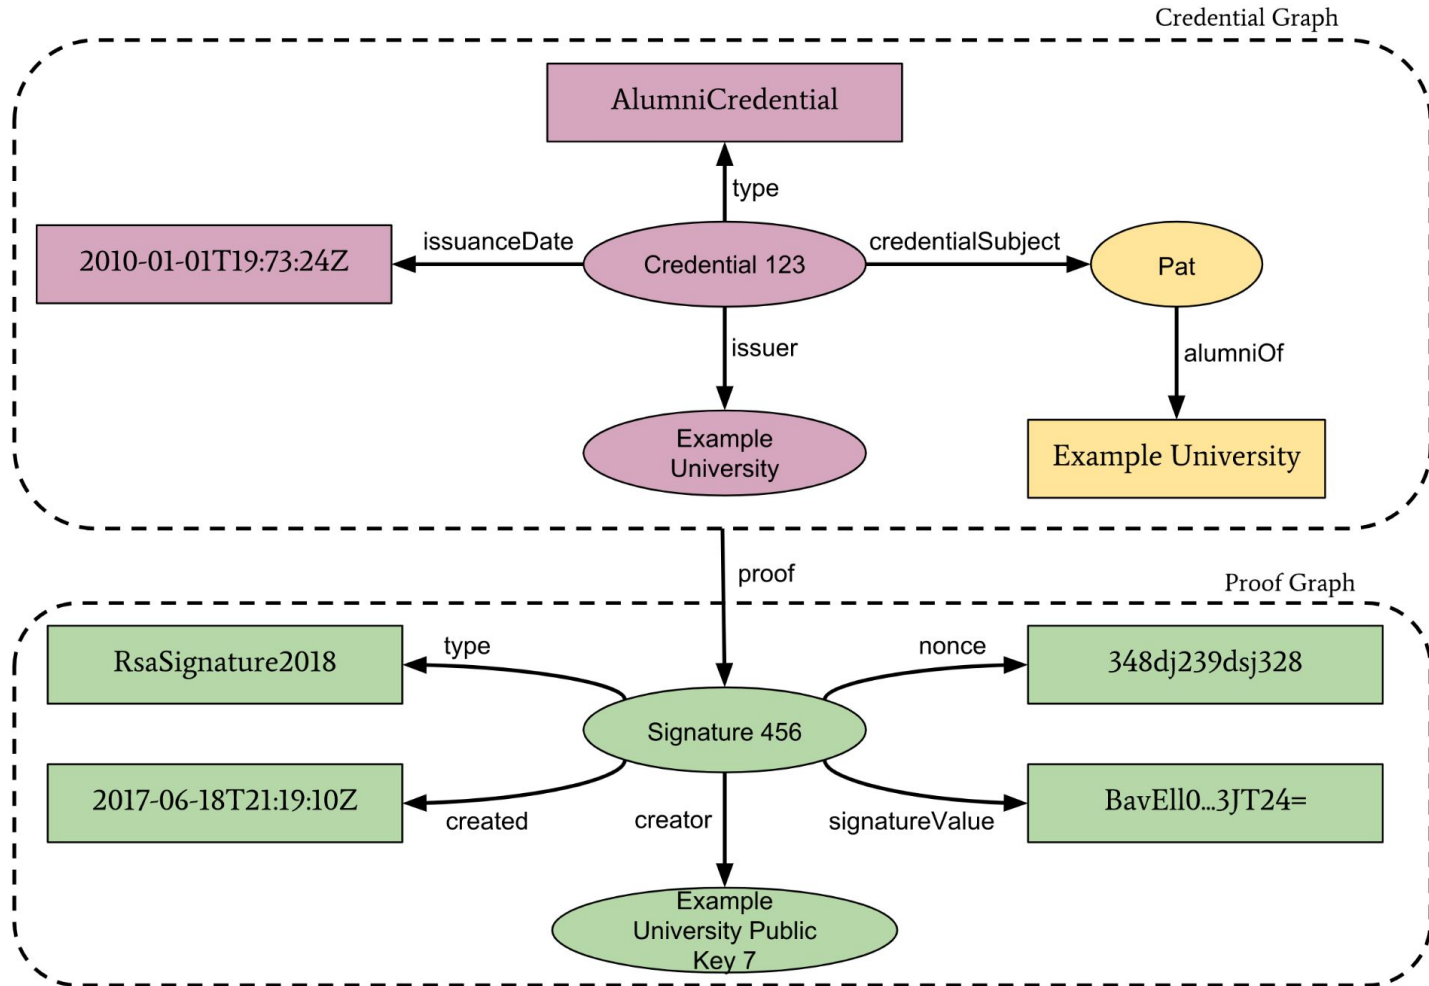 Credential Graph
AlumniCredential
type
issuanceDate
credentialSubject
2010-01-01T19:73:24Z
Credential 123
Pat
issuer
alumniOf
Example
University
Example University
proof
Proof Graph
RsaSignature2018
type
nonce
348dj239dsj328
Signature 456
2017-06-18T21:19:10Z
created
creator
signatureValue
BavEll0...3JT24=
Example
University Public
Key 7